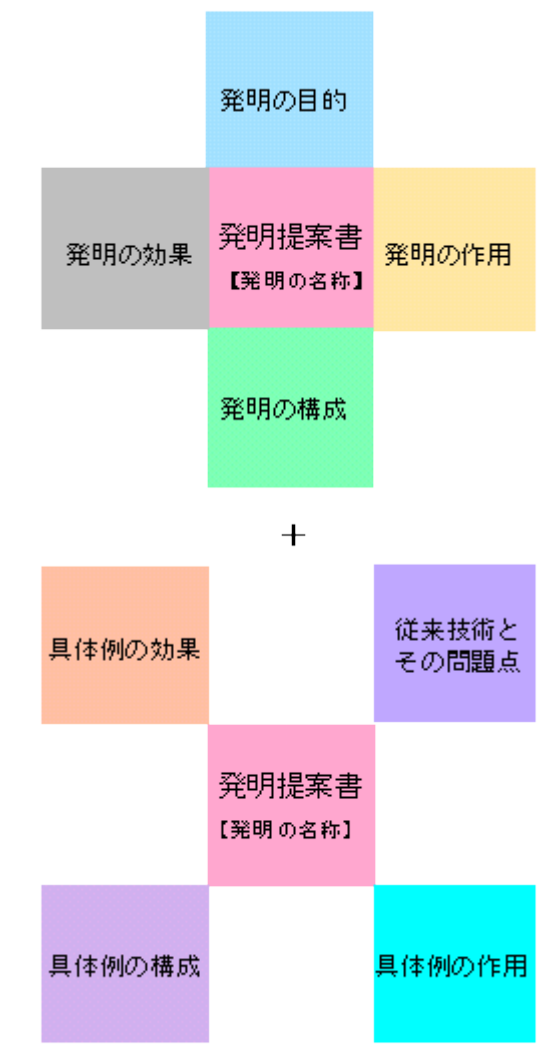 発明の目的
発明の効果
発明提案書
【発明の名称】
発明の作用
発明の構成
+
具体例の効果
従来技術と
その問題点
発明提案書
【発明の名称】
具体例の構成
具体例の作用